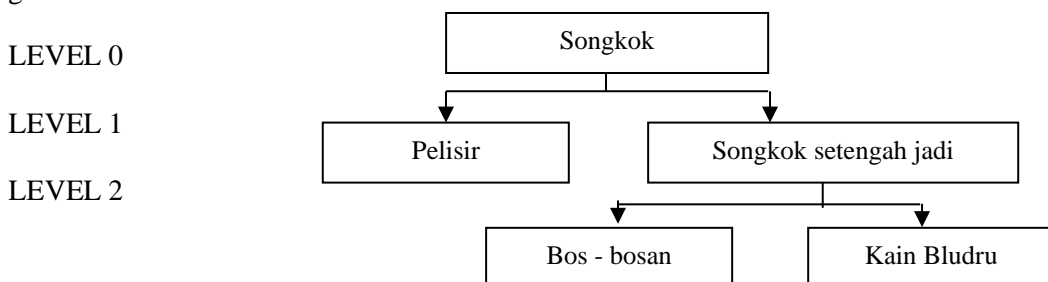 LEVEL 0
Songkok
LEVEL 1
Pelisir
Songkok setengah jadi
LEVEL 2
Bos - bosan
Kain Bludru